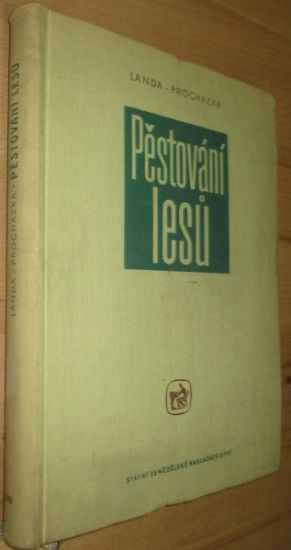 LANDA - PROCHÁZKA
Pěstování
lesů
STÁTNÍ ZEMĚDĚLSKÉ NAKLADATELSTVÍ
LANDA - PROCHÁZKA • PĚSTOVÁNÍ LESŮ